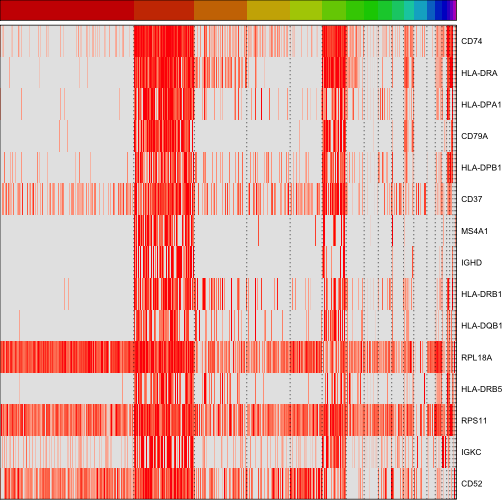 CD74
HLA-DRA
HLA-DPA1
CD79A
HLA-DPB1
CD37
MS4A1
IGHD
HLA-DRB1
HLA-DQB1
RPL18A
HLA-DRB5
RPS11
IGKC
CD52